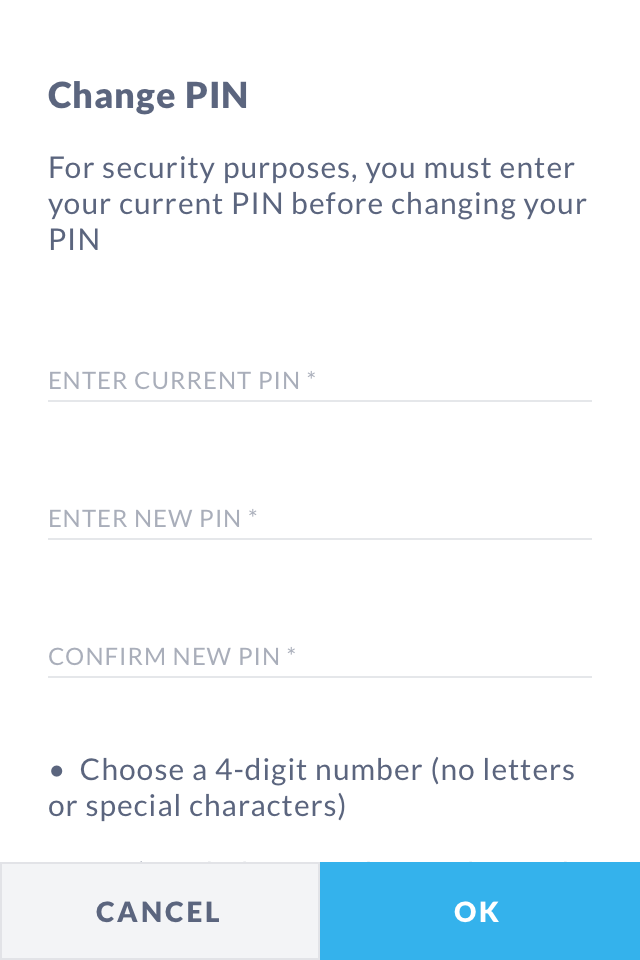 Change PIN
For security purposes, you must enter
your current PIN before changing your
PIN
ENTER CURRENT PIN *
ENTER NEW PIN *
CONFIRM NEW PIN *
• Choose a 4-digit number (no letters
or special characters)
CANCEL
OK